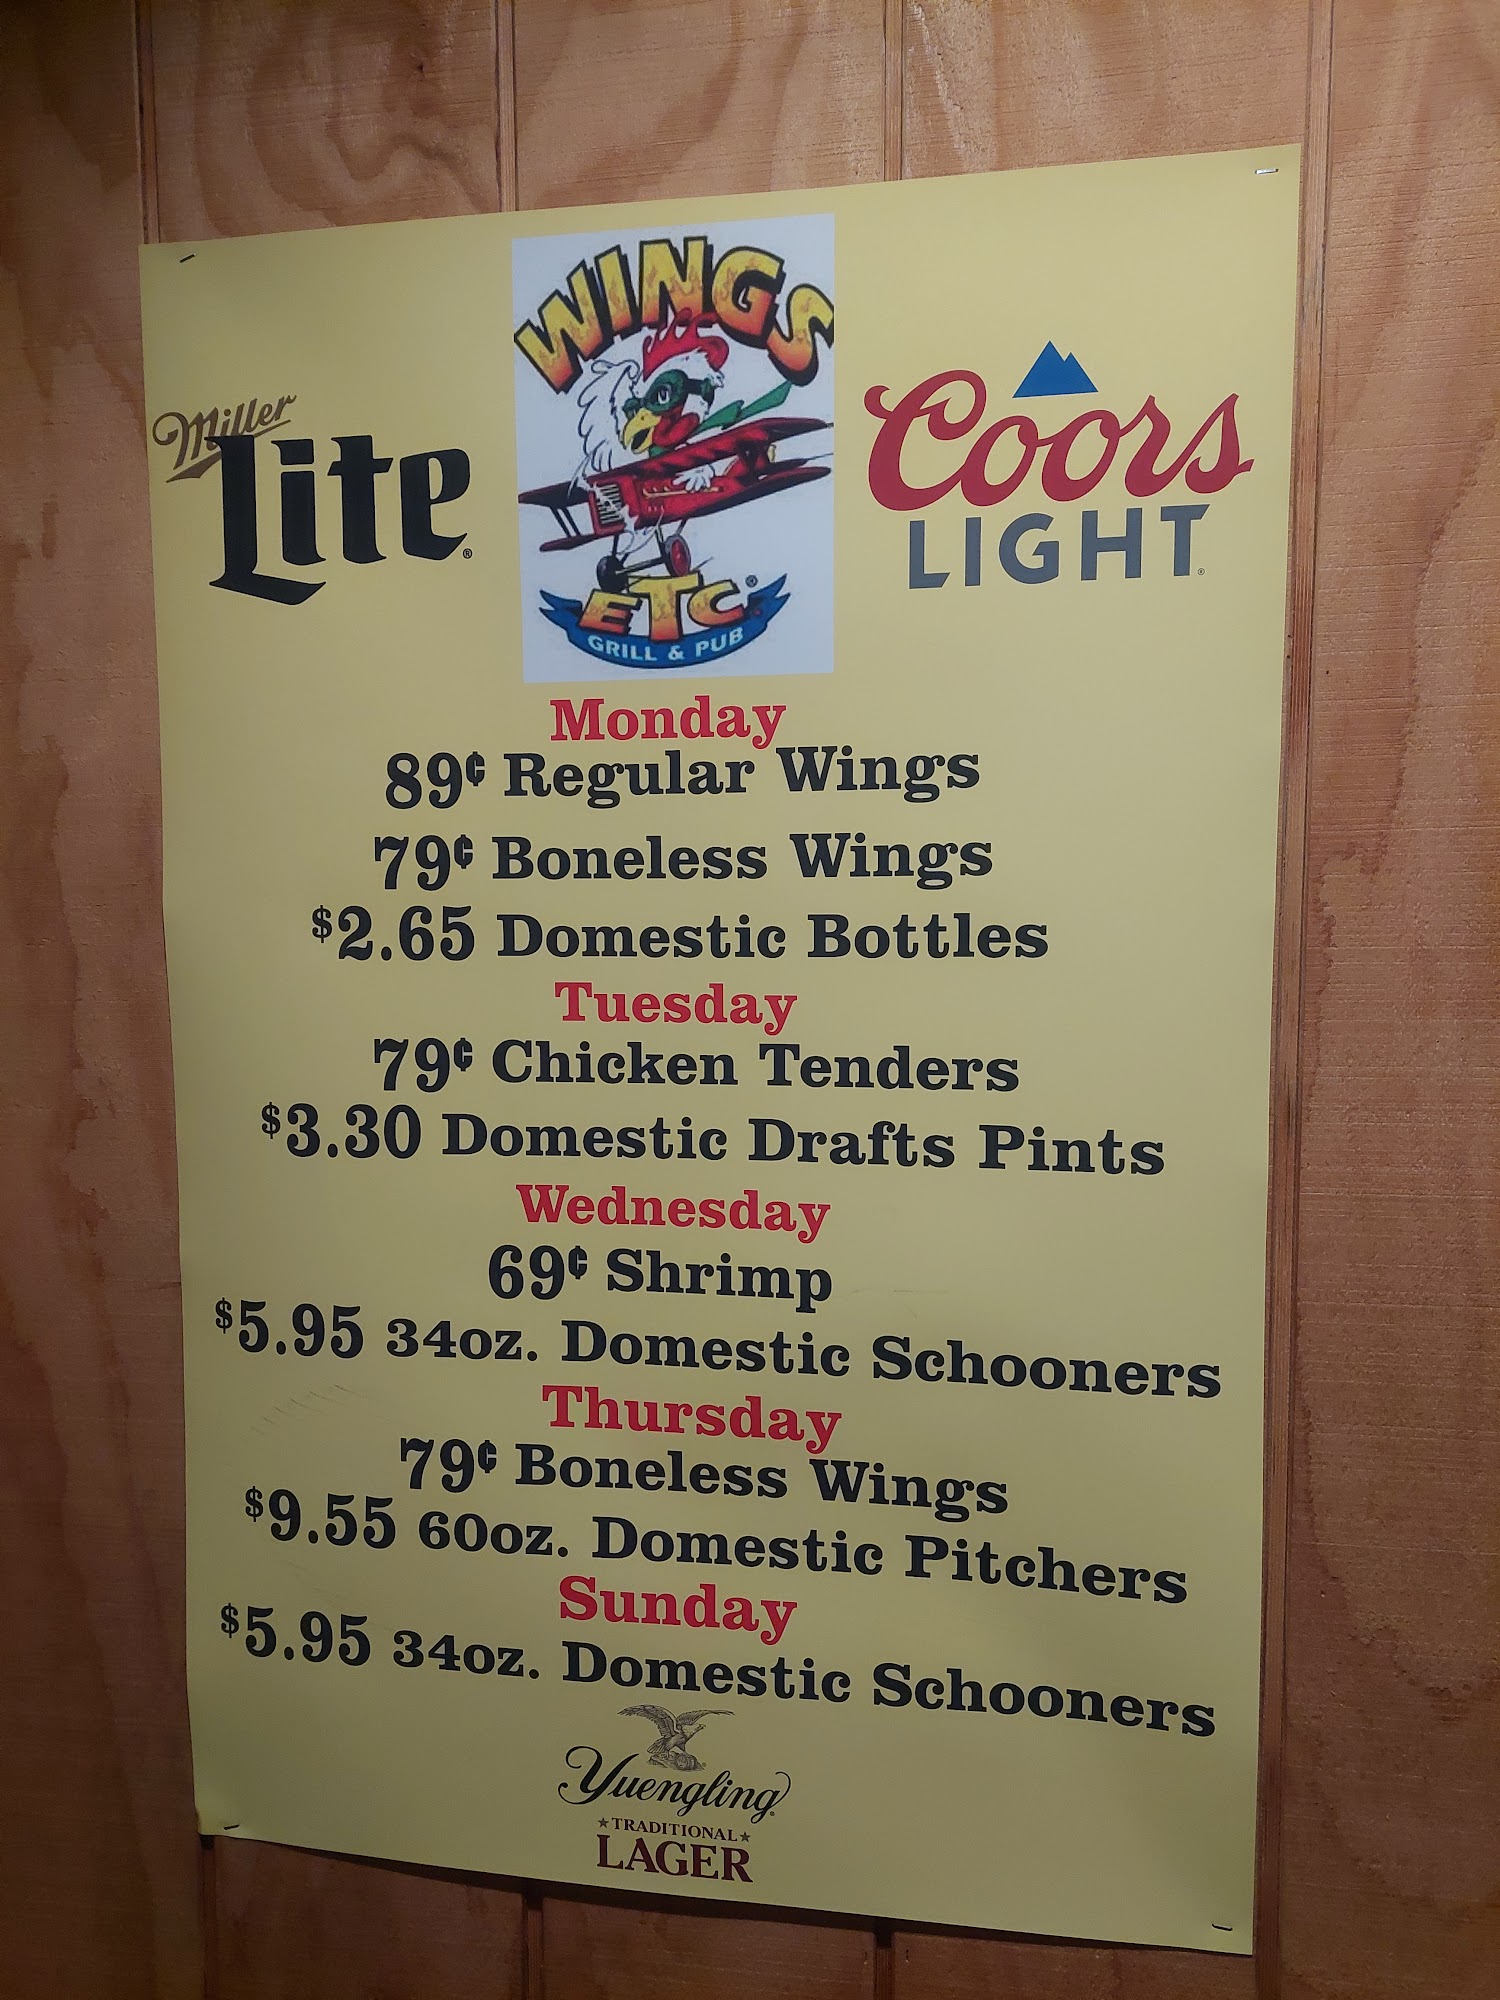 WINGS
Miller
Lite®
Coors
LIGHT®
ETC.®
GRILL & PUB
Monday
89¢ Regular Wings
79¢ Boneless Wings
$2.65 Domestic Bottles
Tuesday
79¢ Chicken Tenders
$3.30 Domestic Drafts Pints
Wednesday
69¢ Shrimp
$5.95 34oz. Domestic Schooners
Thursday
79¢ Boneless Wings
$9.55 60oz. Domestic Pitchers
Sunday
$5.95 34oz. Domestic Schooners
Yuengling®
★TRADITIONAL★
LAGER